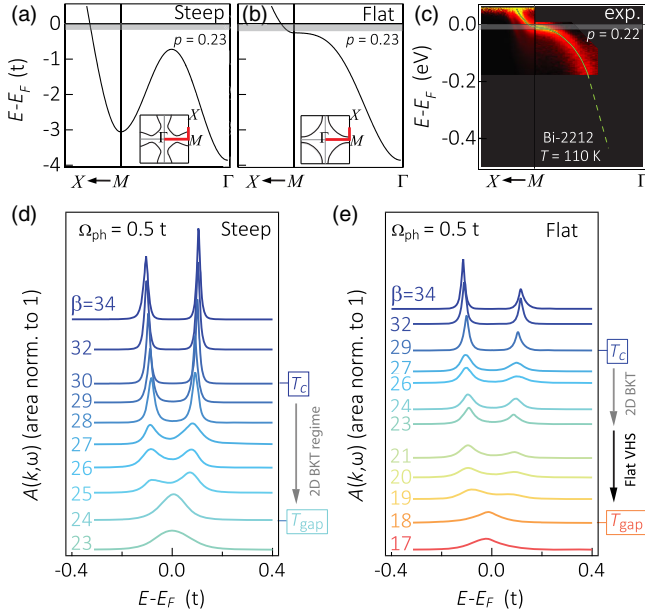 (a)
Steep
p = 0.23
E-E_F (t)
0
-1
-2
-3
-4
Γ
X
M
X ← M
Γ
(b)
Flat
p = 0.23
Γ
X
M
X ← M
Γ
(c)
exp.
p = 0.22
E-E_F (eV)
0.0
-0.2
-0.4
Bi-2212
T = 110 K
X ← M
Γ
(d)
Ω_ph = 0.5 t
Steep
A(k,ω) (area norm. to 1)
β=34
32
30
29
28
27
26
25
24
23
T_c
2D BKT regime
T_gap
-0.4
0.0
0.4
E-E_F (t)
(e)
Ω_ph = 0.5 t
Flat
A(k,ω) (area norm. to 1)
β=34
32
29
27
26
24
23
21
20
19
18
17
T_c
2D BKT
Flat VHS
T_gap
-0.4
0.0
0.4
E-E_F (t)